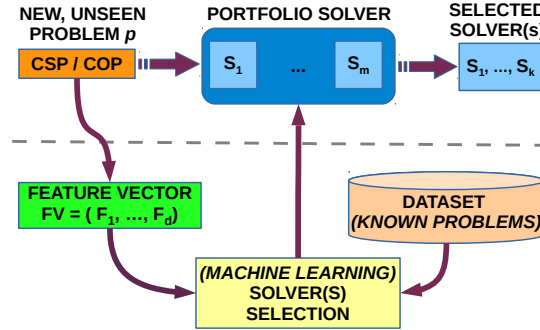 NEW, UNSEEN
PROBLEM p
CSP / COP
PORTFOLIO SOLVER
S1 ... Sm
SELECTED
SOLVER(s)
S1, ..., Sk
FEATURE VECTOR
FV = ( F1, ..., Fd)
DATASET
(KNOWN PROBLEMS)
(MACHINE LEARNING)
SOLVER(S)
SELECTION